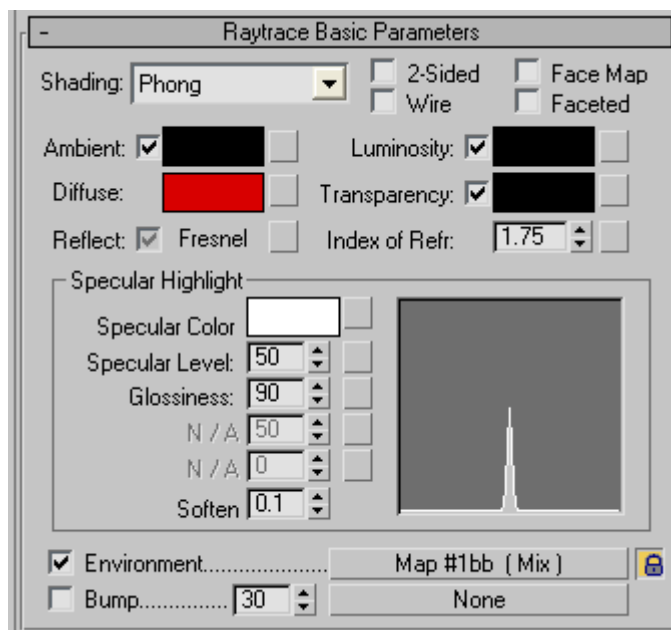 - Raytrace Basic Parameters
Shading: Phong 2-Sided Face Map
Wire Faceted
Ambient: Luminosity:
Diffuse: Transparency:
Reflect: Fresnel Index of Refr: 1.75
Specular Highlight
Specular Color
Specular Level: 50
Glossiness: 90
N / A 50
N / A 0
Soften 0.1
Environment..................... Map #1bb ( Mix )
Bump............... 30 None